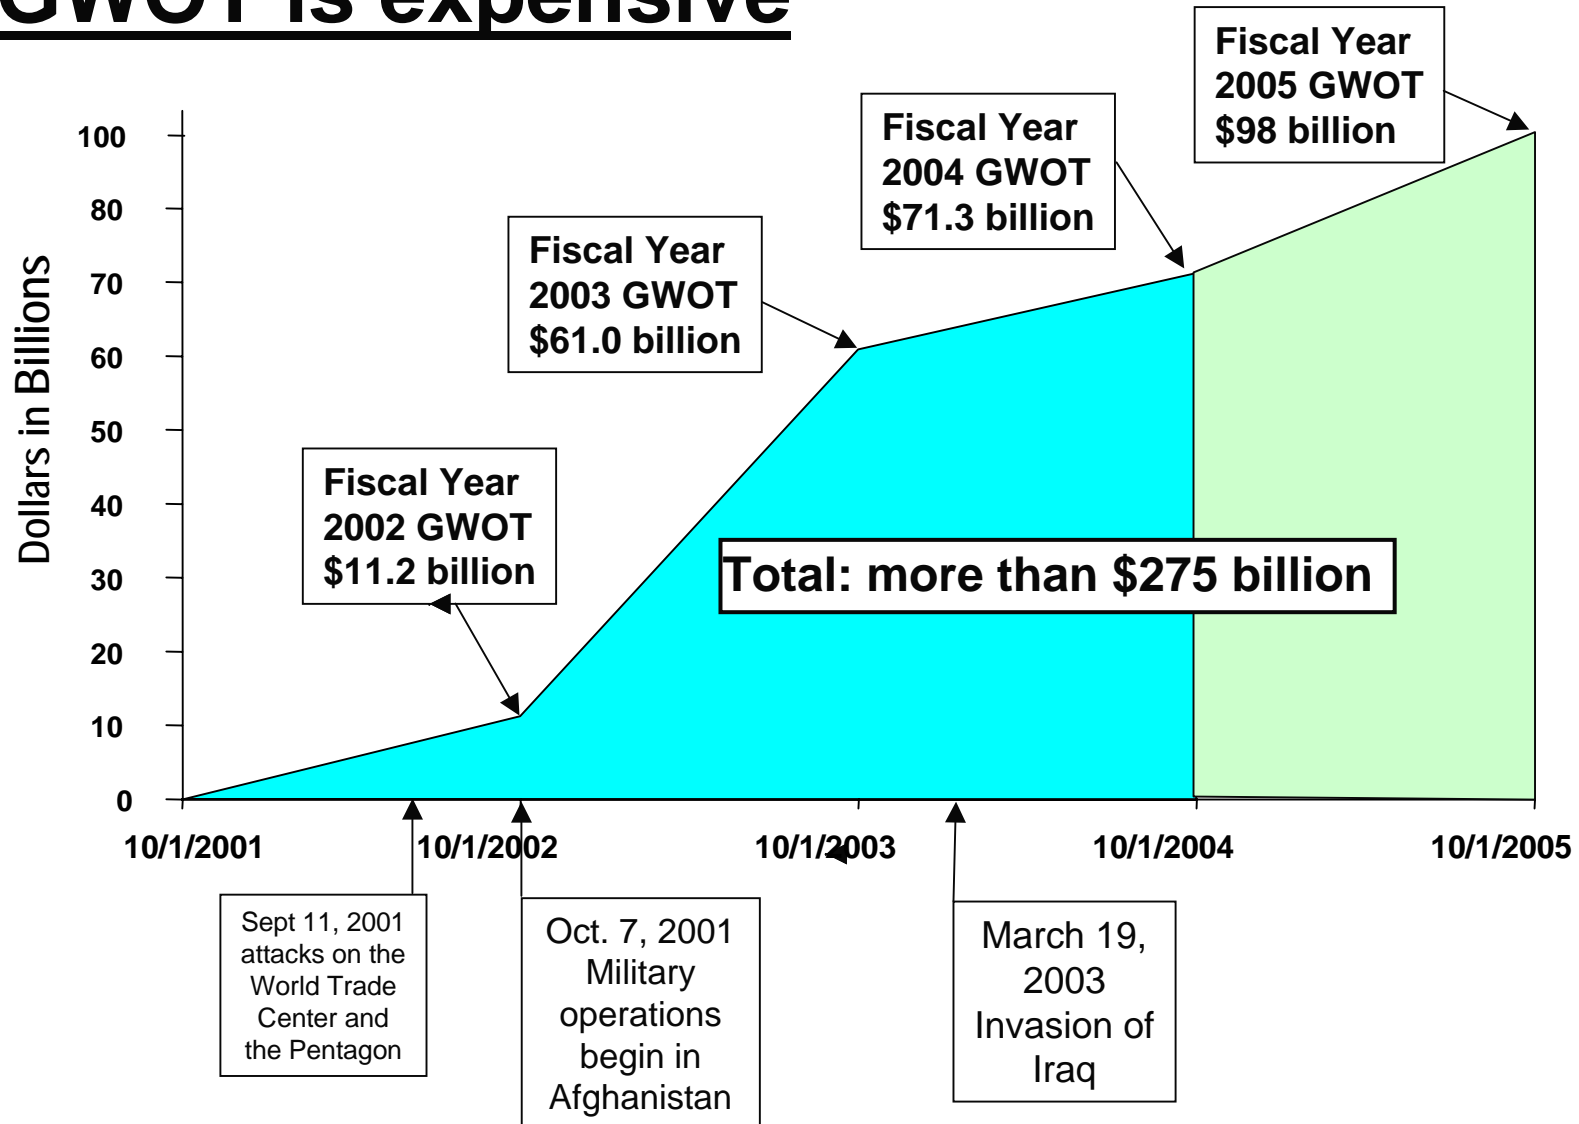 GWOT is expensive
Fiscal Year
2005 GWOT
$98 billion
Fiscal Year
2004 GWOT
$71.3 billion
Fiscal Year
2003 GWOT
$61.0 billion
Fiscal Year
2002 GWOT
$11.2 billion
Total: more than $275 billion
Dollars in Billions
100
80
70
60
50
40
30
20
10
0
10/1/2001 10/1/2002 10/1/2003 10/1/2004 10/1/2005
Sept 11, 2001
attacks on the
World Trade
Center and
the Pentagon
Oct. 7, 2001
Military
operations
begin in
Afghanistan
March 19,
2003
Invasion of
Iraq